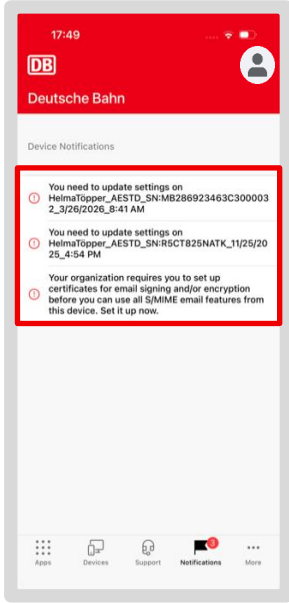 17:49
DB
Deutsche Bahn
Device Notifications
You need to update settings on
HelmaTöpper_AESTD_SN:MB286923463C300003
2_3/26/2026_8:41 AM
You need to update settings on
HelmaTöpper_AESTD_SN:R5CT825NATK_11/25/20
25_4:54 PM
Your organization requires you to set up
certificates for email signing and/or encryption
before you can use all S/MIME email features from
this device. Set it up now.
3
Apps Devices Support Notifications More